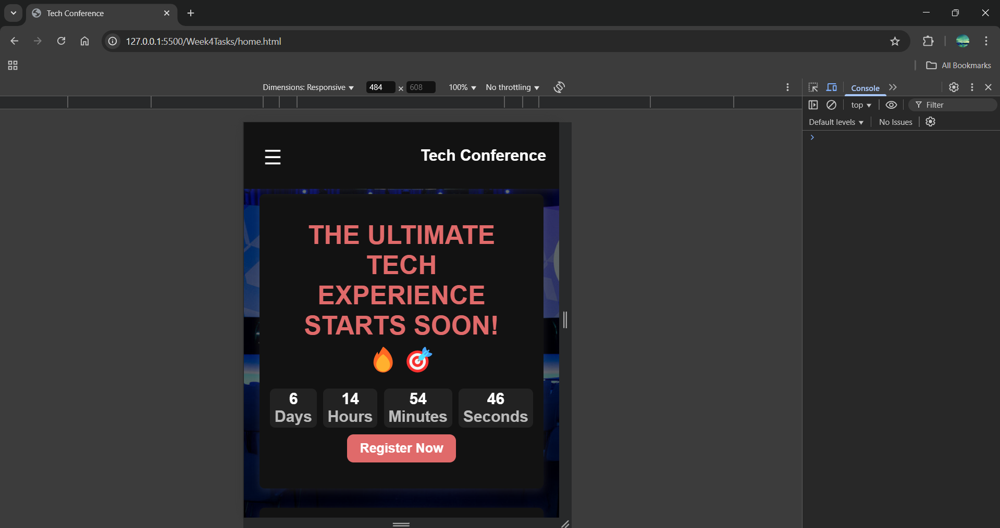 Tech Conference
127.0.0.1:5500/Week4Tasks/home.html
All Bookmarks
Dimensions: Responsive 484 × 608 100% No throttling
Console
top Filter
Default levels No Issues
Tech Conference
THE ULTIMATE
TECH
EXPERIENCE
STARTS SOON!
6 14 54 46
Days Hours Minutes Seconds
Register Now